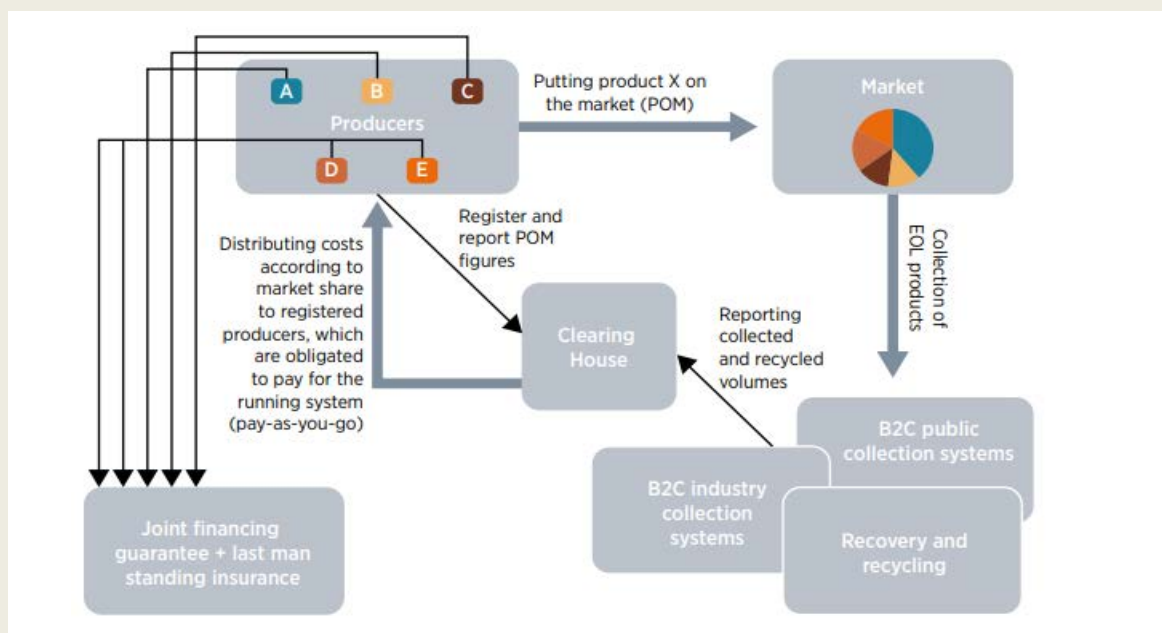 A
B
C
Producers
D
E
Putting product X on
the market (POM)
Market
Register and
report POM
figures
Distributing costs
according to
market share
to registered
producers, which
are obligated
to pay for the
running system
(pay-as-you-go)
Clearing
House
Reporting
collected
and recycled
volumes
Collection of
EOL products
B2C public
collection systems
B2C industry
collection
systems
Recovery and
recycling
Joint financing
guarantee + last man
standing insurance